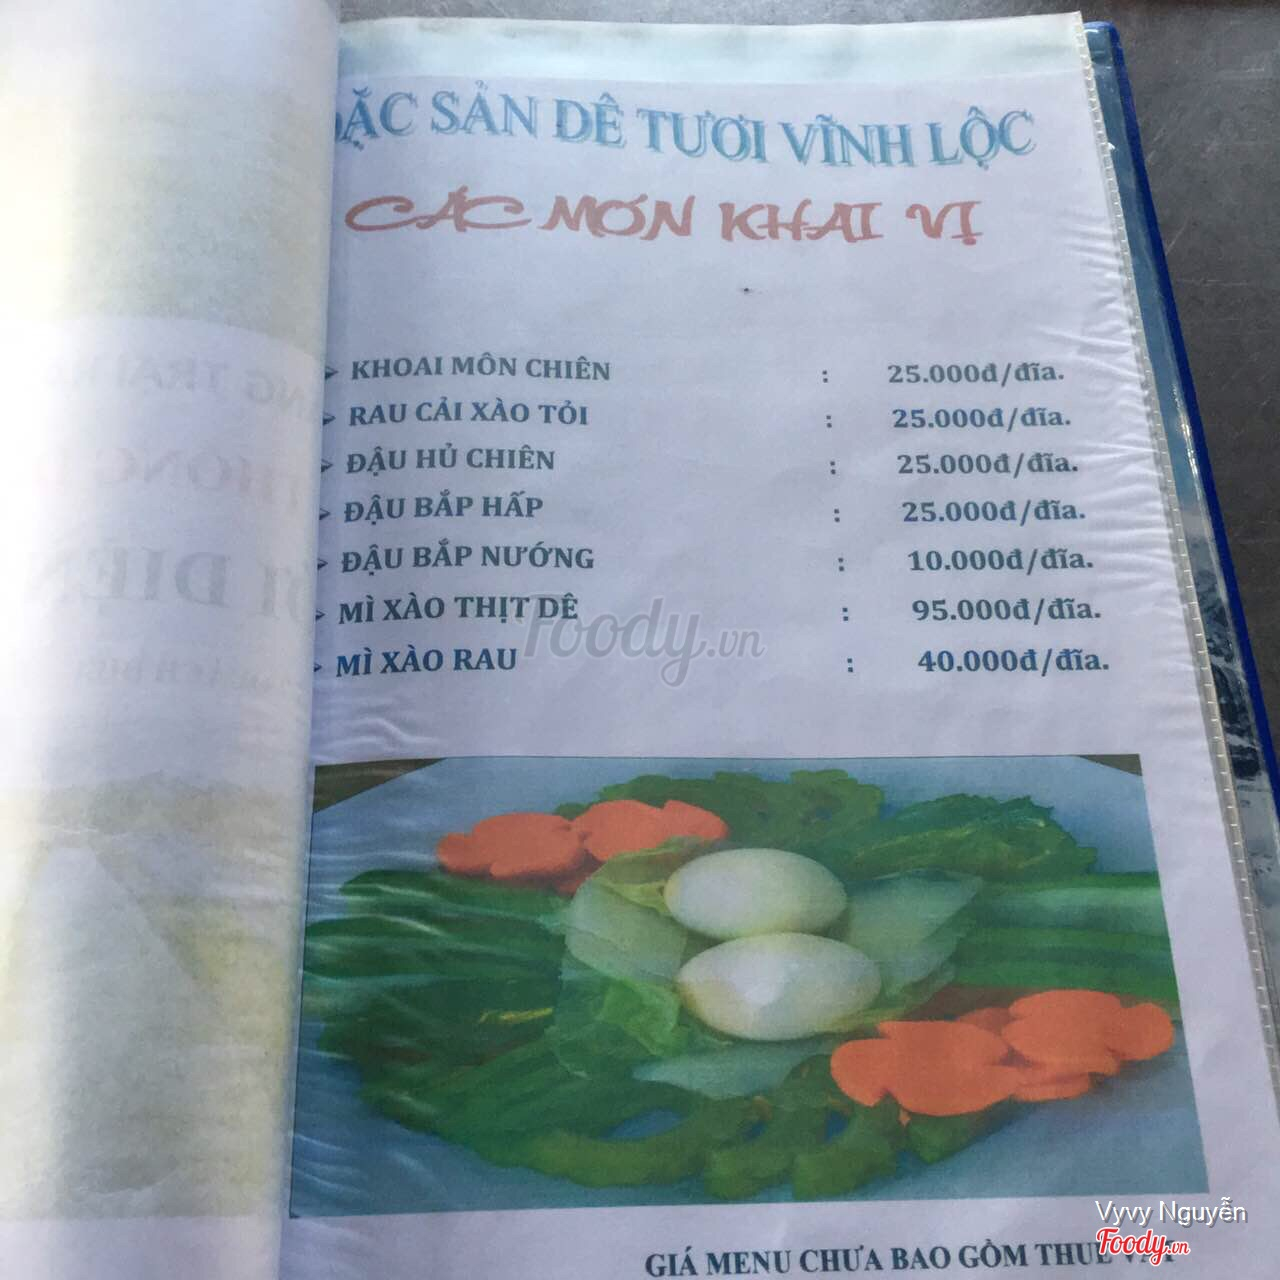 ĐẶC SẢN DÊ TƯƠI VĨNH LỘC
CÁC MÓN KHAI VỊ
KHOAI MÔN CHIÊN : 25.000đ/đĩa.
RAU CẢI XÀO TỎI : 25.000đ/đĩa.
ĐẬU HỦ CHIÊN : 25.000đ/đĩa.
ĐẬU BẮP HẤP : 25.000đ/đĩa.
ĐẬU BẮP NƯỚNG : 10.000đ/đĩa.
MÌ XÀO THỊT DÊ : 95.000đ/đĩa.
MÌ XÀO RAU : 40.000đ/đĩa.
Foody.vn
Vyvy Nguyễn
Foody.vn
GIÁ MENU CHƯA BAO GỒM THUẾ VAT